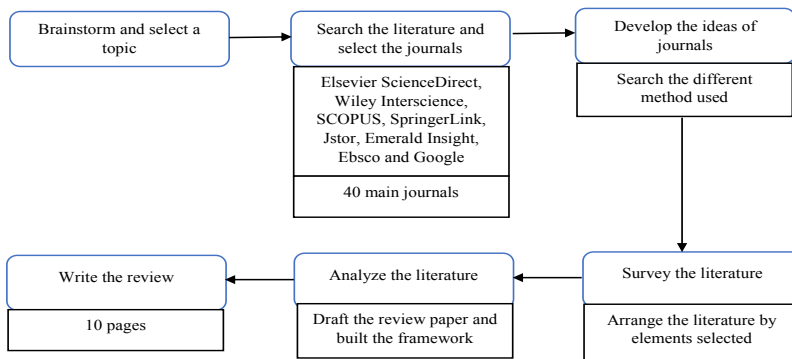 Brainstorm and select a
topic
Search the literature and
select the journals
Elsevier ScienceDirect,
Wiley Interscience,
SCOPUS, SpringerLink,
Jstor, Emerald Insight,
Ebsco and Google
40 main journals
Develop the ideas of
journals
Search the different
method used
Survey the literature
Arrange the literature by
elements selected
Analyze the literature
Draft the review paper and
built the framework
Write the review
10 pages